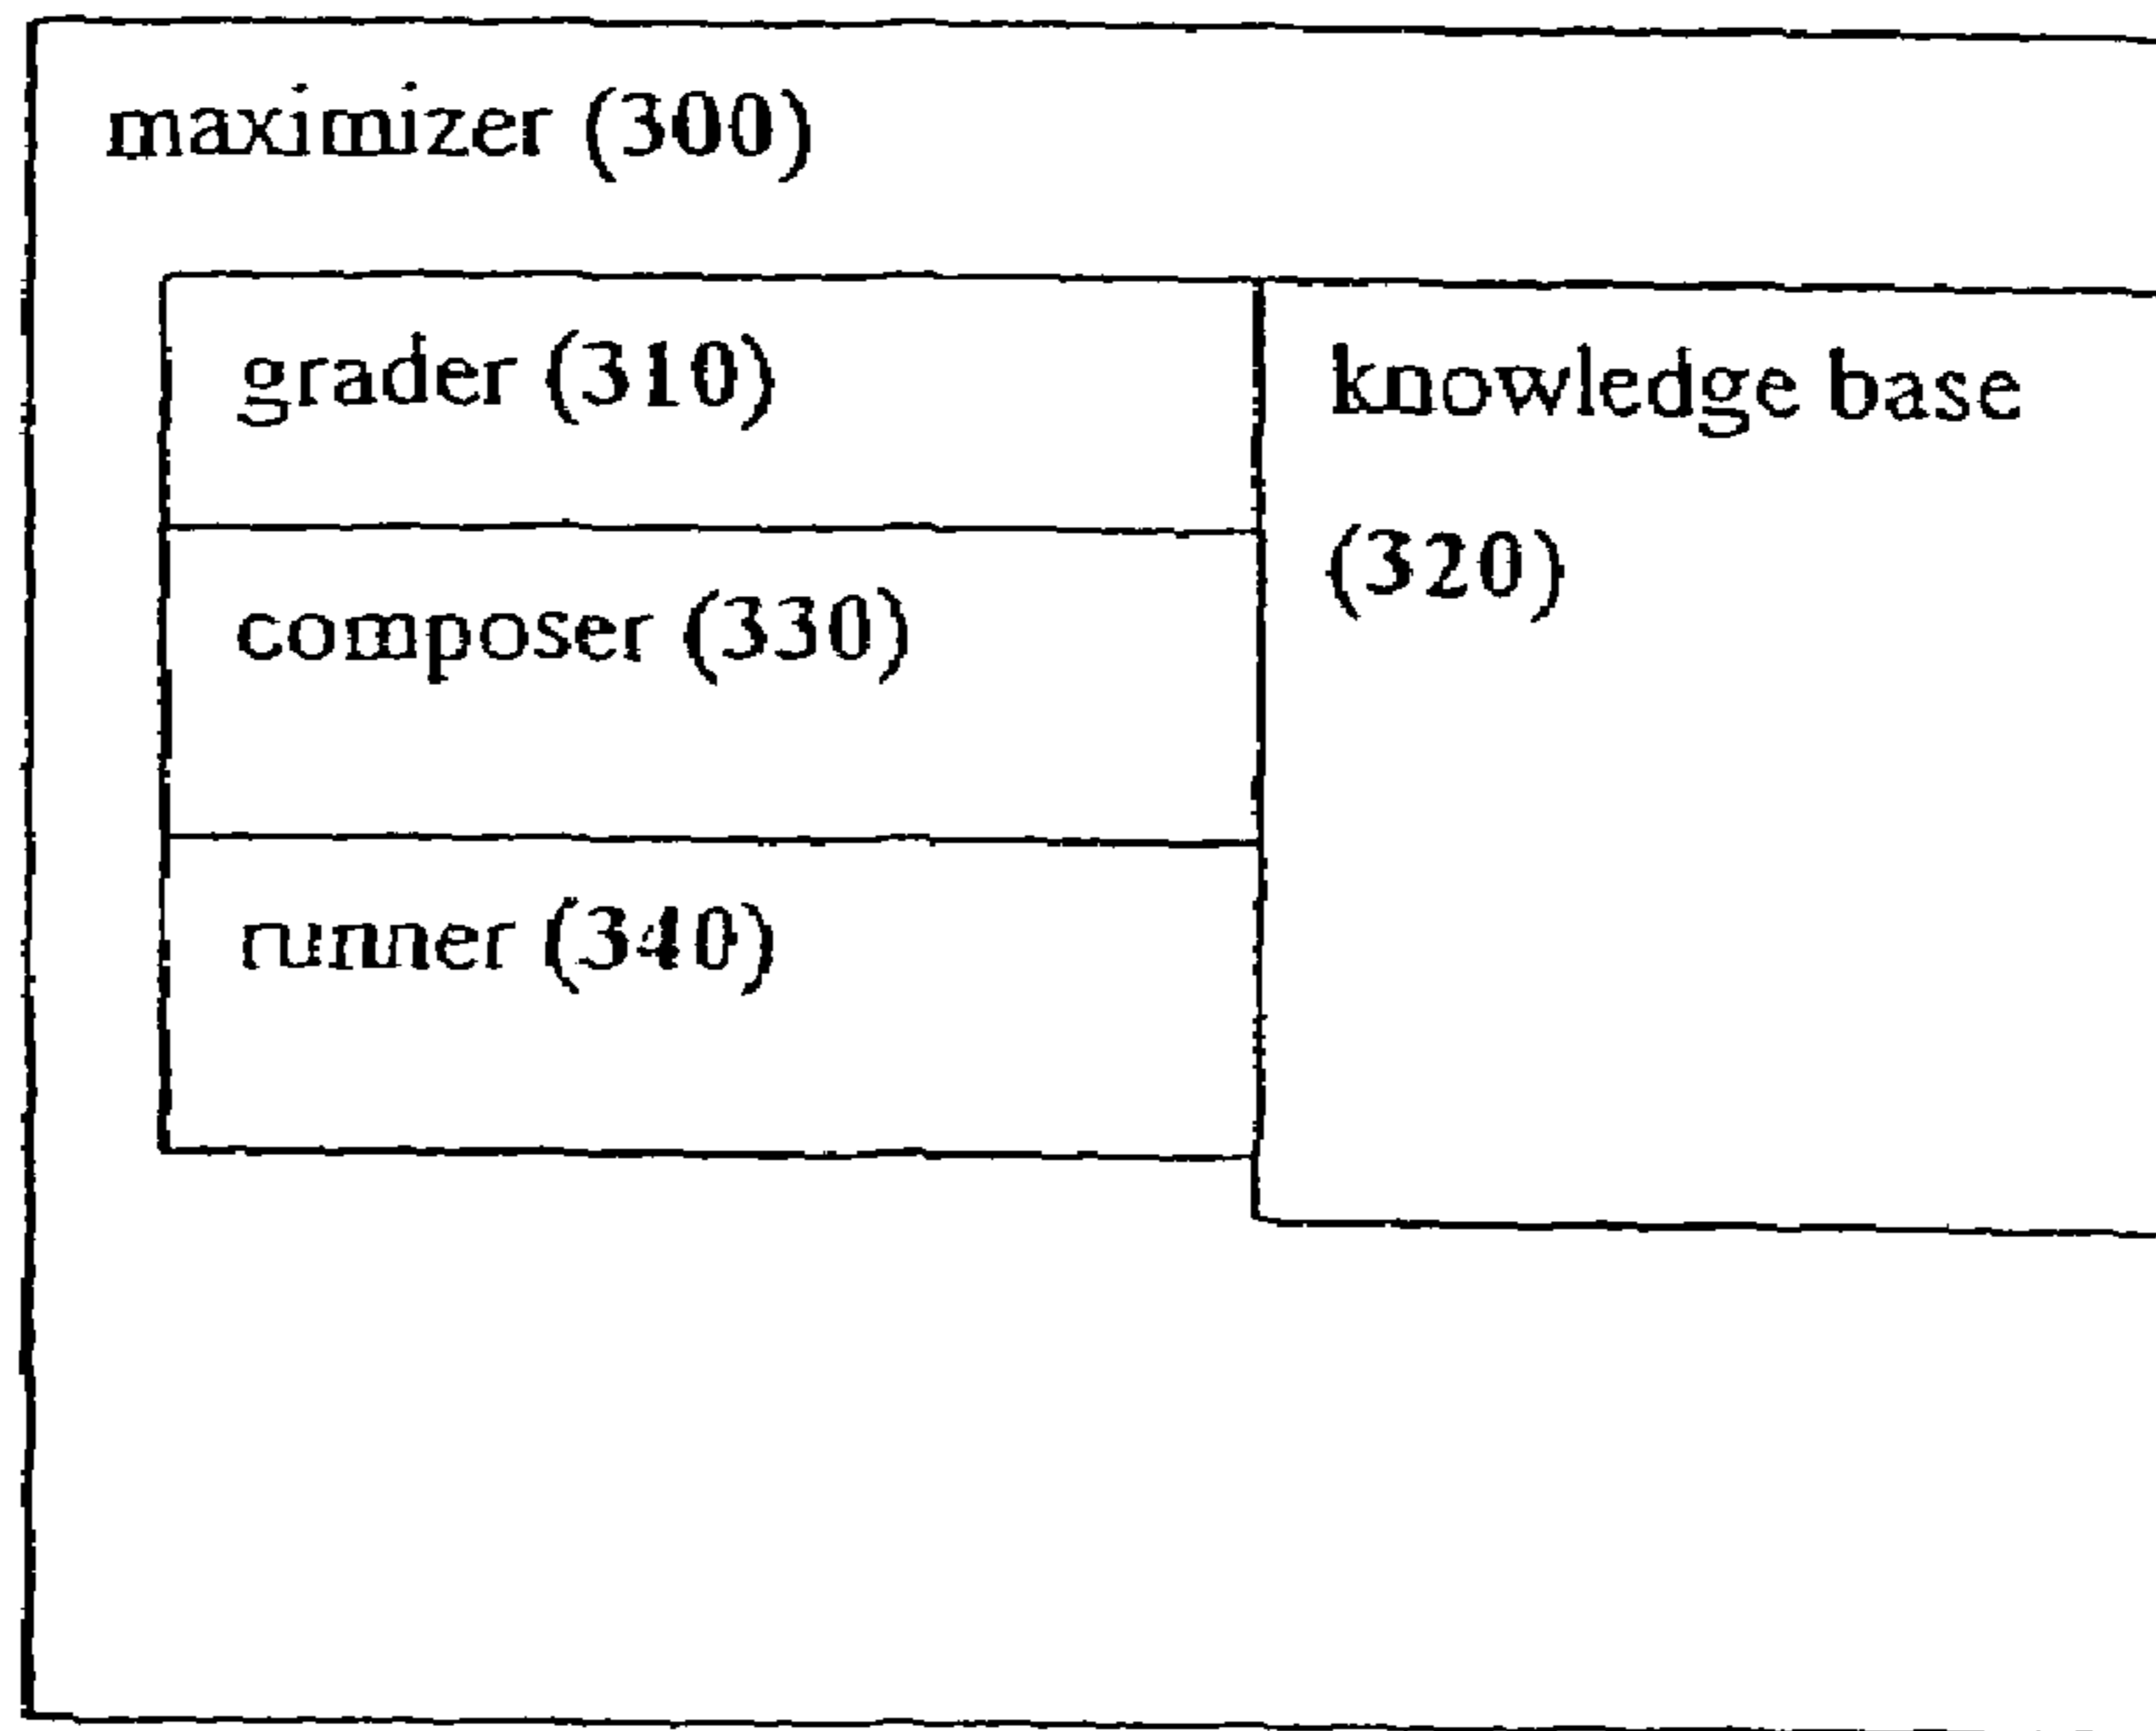 maximizer (300)
grader (310)
knowledge base
(320)
composer (330)
runner (340)